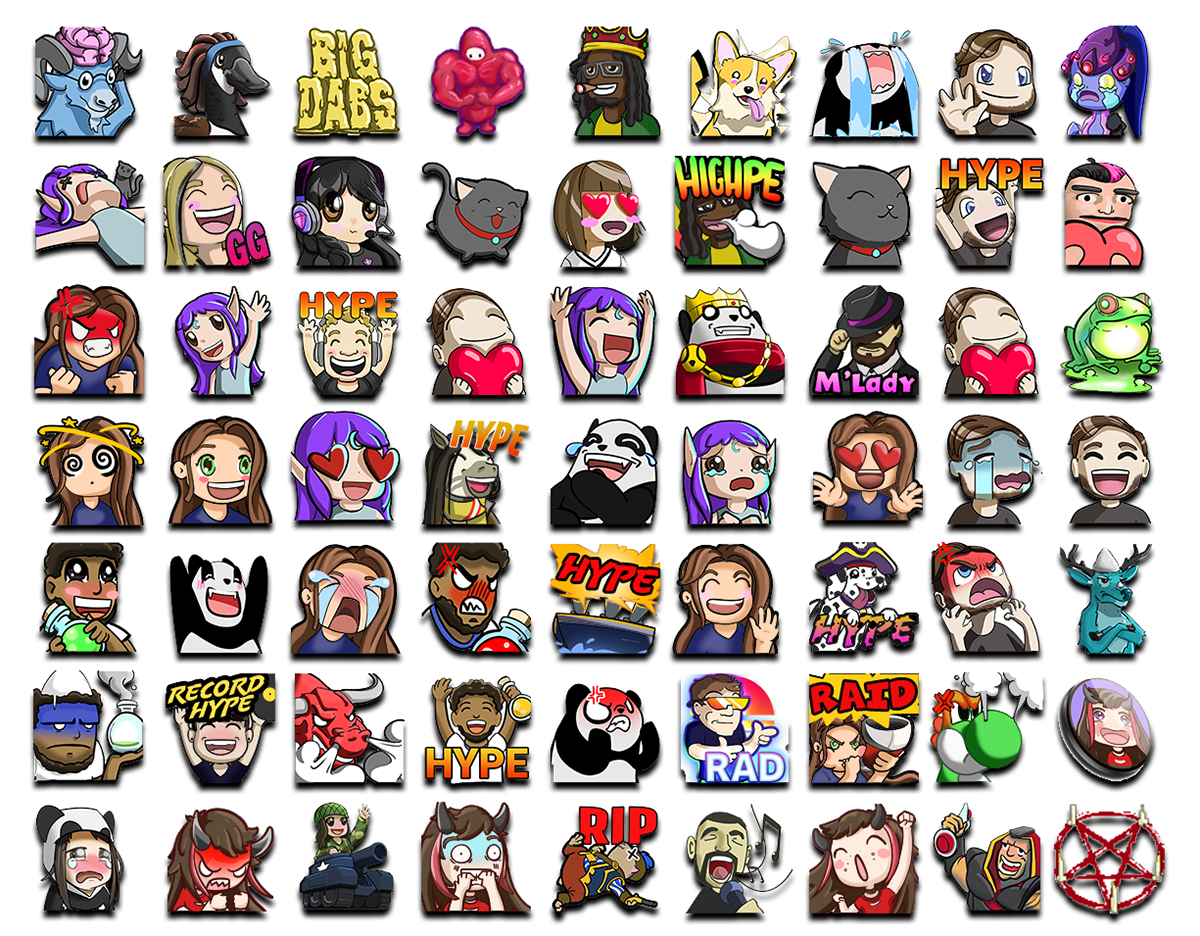 BIG
DABS
GG
HIGHPE
HYPE
HYPE
M'Lady
HYPE
HYPE
HYPE
RECORD
HYPE
HYPE
RAD
RAID
RIP